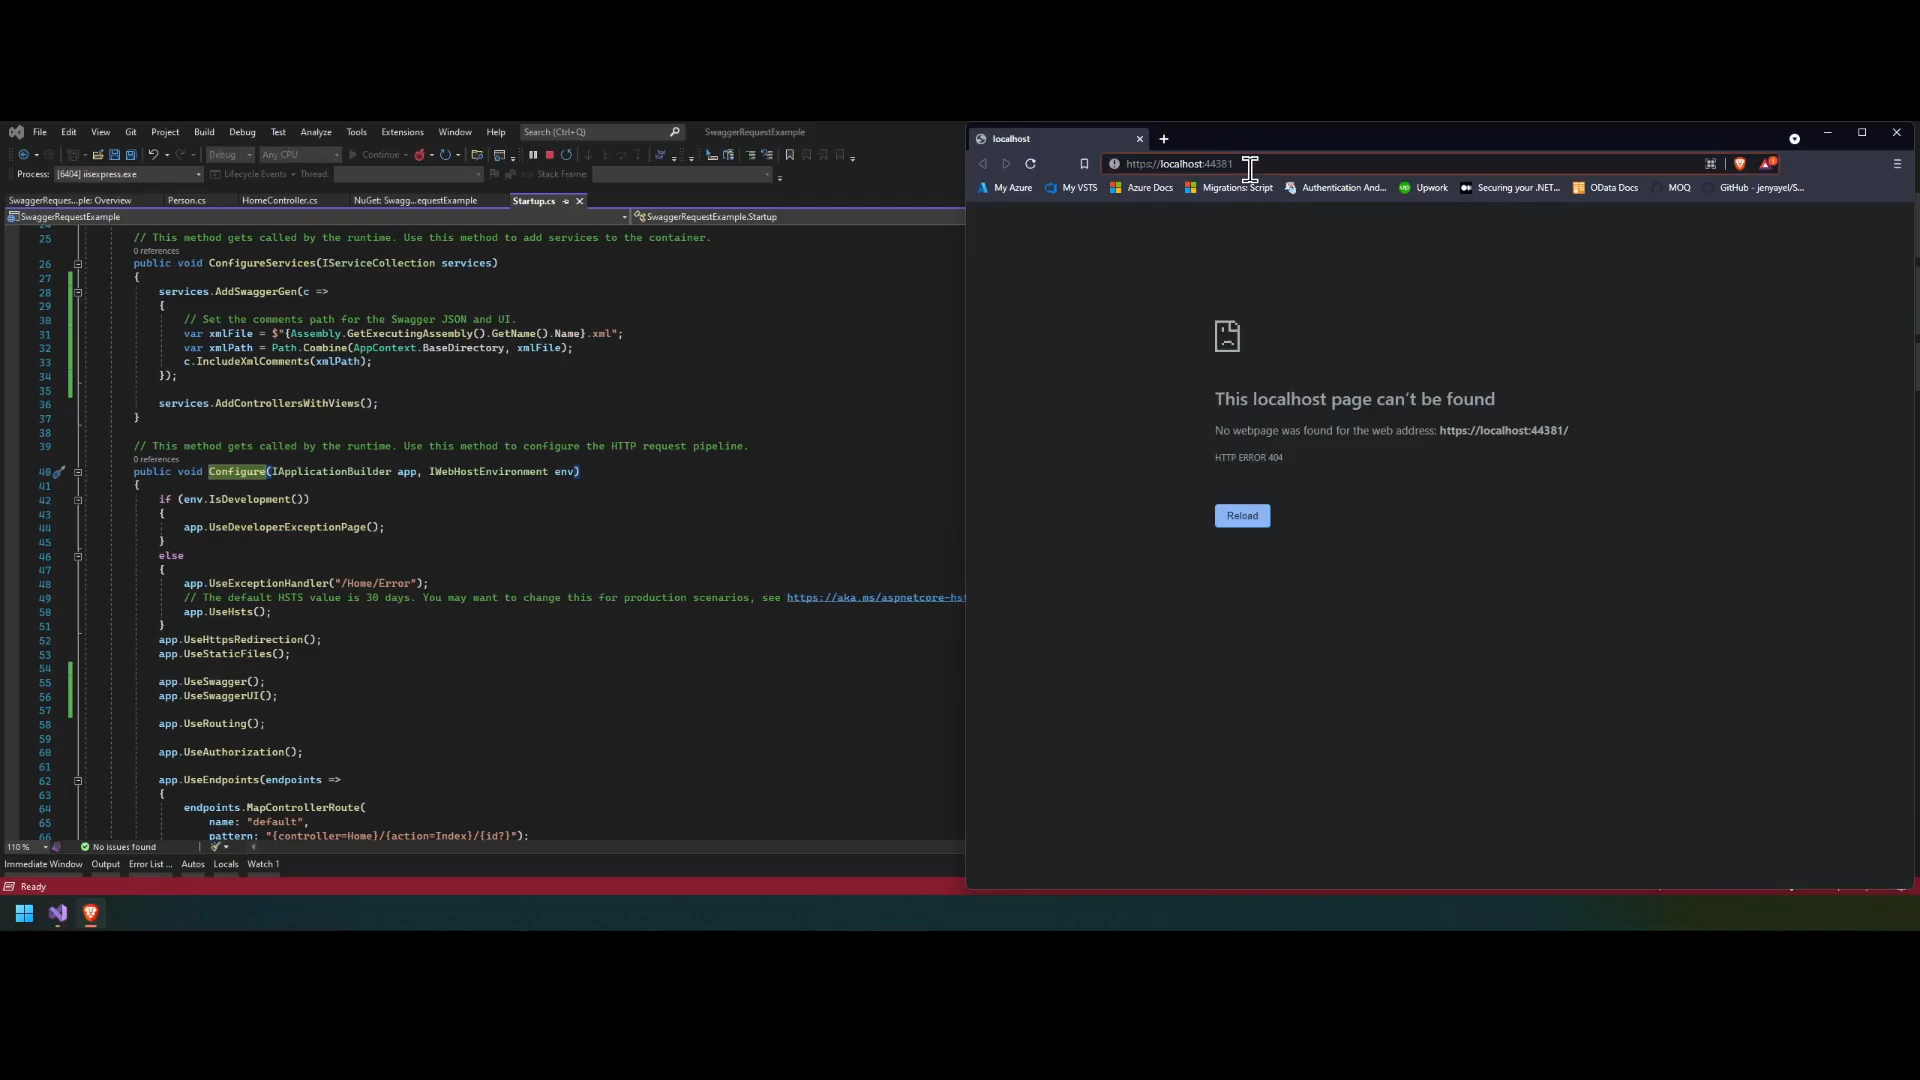 File Edit View Git Project Build Debug Test Analyze Tools Extensions Window Help Search (Ctrl+Q) SwaggerRequestExample
Debug Any CPU Continue
Process: [6404] iisexpress.exe Lifecycle Events Thread: Stack Frame:
SwaggerReques...ple: Overview Person.cs HomeController.cs NuGet: Swagg...equestExample Startup.cs
SwaggerRequestExample SwaggerRequestExample.Startup
24
25 // This method gets called by the runtime. Use this method to add services to the container.
0 references
26 public void ConfigureServices(IServiceCollection services)
27 {
28 services.AddSwaggerGen(c =>
29 {
30 // Set the comments path for the Swagger JSON and UI.
31 var xmlFile = $"{Assembly.GetExecutingAssembly().GetName().Name}.xml";
32 var xmlPath = Path.Combine(AppContext.BaseDirectory, xmlFile);
33 c.IncludeXmlComments(xmlPath);
34 });
35
36 services.AddControllersWithViews();
37 }
38
39 // This method gets called by the runtime. Use this method to configure the HTTP request pipeline.
0 references
40 public void Configure(IApplicationBuilder app, IWebHostEnvironment env)
41 {
42 if (env.IsDevelopment())
43 {
44 app.UseDeveloperExceptionPage();
45 }
46 else
47 {
48 app.UseExceptionHandler("/Home/Error");
49 // The default HSTS value is 30 days. You may want to change this for production scenarios, see https://aka.ms/aspnetcore-hst
50 app.UseHsts();
51 }
52 app.UseHttpsRedirection();
53 app.UseStaticFiles();
54
55 app.UseSwagger();
56 app.UseSwaggerUI();
57
58 app.UseRouting();
59
60 app.UseAuthorization();
61
62 app.UseEndpoints(endpoints =>
63 {
64 endpoints.MapControllerRoute(
65 name: "default",
66 pattern: "{controller=Home}/{action=Index}/{id?}");
110 % No issues found
Immediate Window Output Error List ... Autos Locals Watch 1
Ready
localhost
https://localhost:44381
My Azure My VSTS Azure Docs Migrations: Script Authentication And... Upwork Securing your .NET... OData Docs MOQ GitHub - jenyayel/S...
This localhost page can't be found
No webpage was found for the web address: https://localhost:44381/
HTTP ERROR 404
Reload